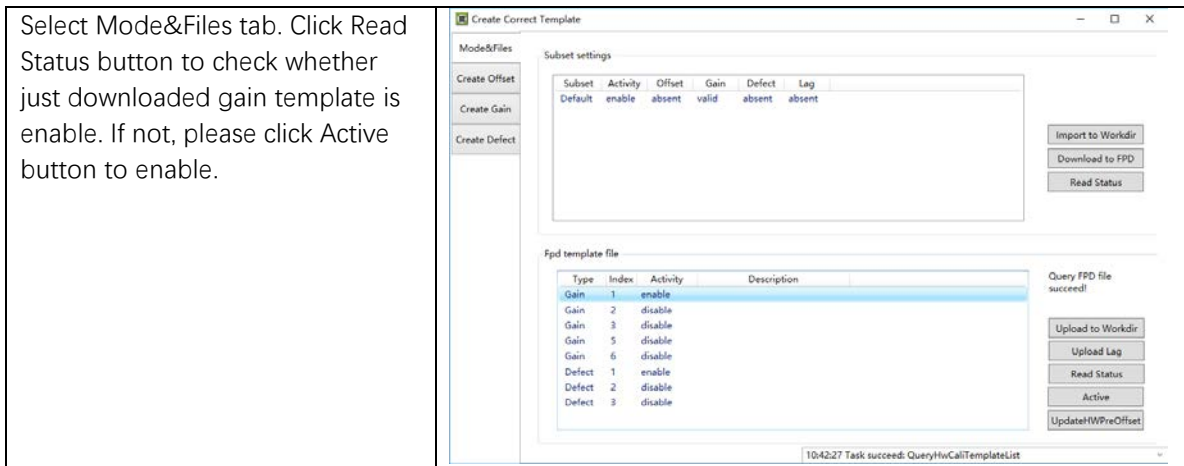 Select Mode&Files tab. Click Read
Status button to check whether
just downloaded gain template is
enable. If not, please click Active
button to enable.
Create Correct Template
Mode&Files
Create Offset
Create Gain
Create Defect
Subset settings
Subset Activity Offset Gain Defect Lag
Default enable absent valid absent absent
Import to Workdir
Download to FPD
Read Status
Fpd template file
Type Index Activity Description
Gain 1 enable
Gain 2 disable
Gain 3 disable
Gain 5 disable
Gain 6 disable
Defect 1 enable
Defect 2 disable
Defect 3 disable
Query FPD file
succeed!
Upload to Workdir
Upload Lag
Read Status
Active
UpdateHWPreOffset
10:42:27 Task succeed: QueryHwCaliTemplateList